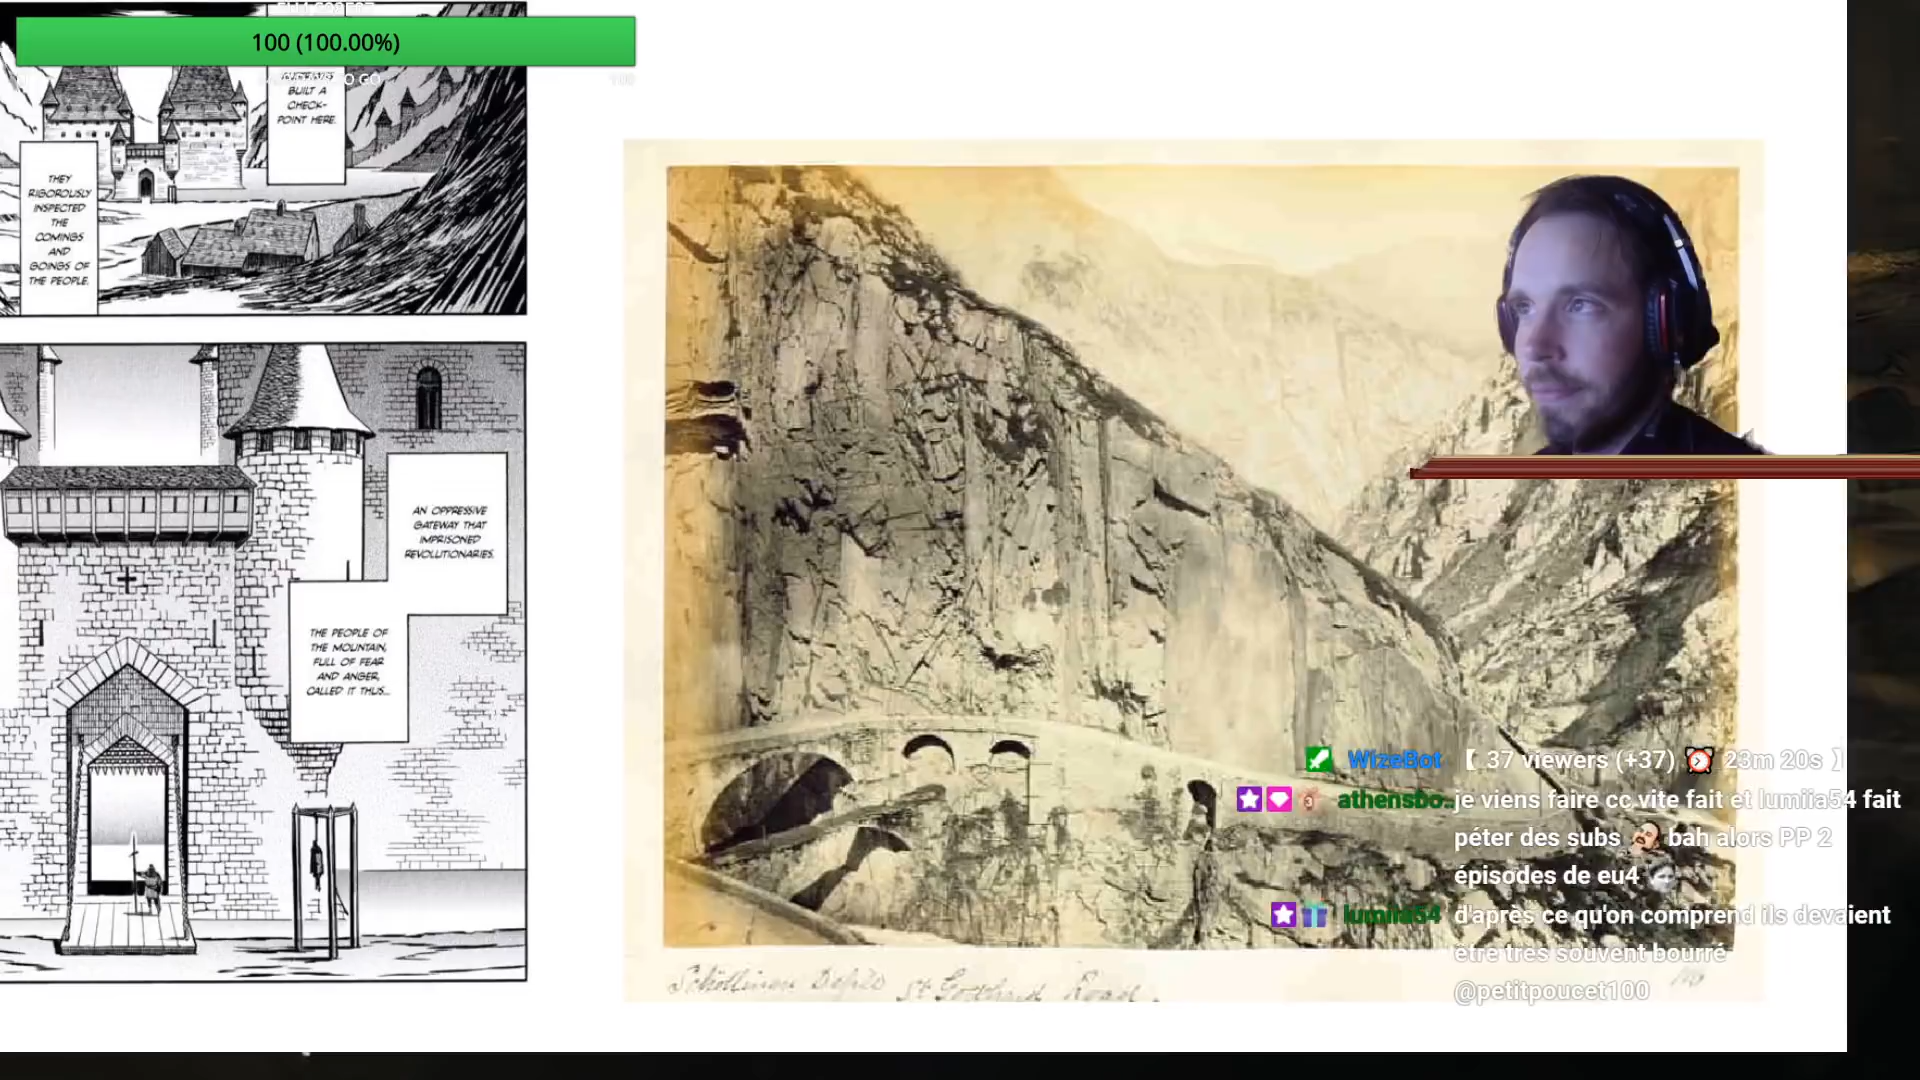 100 (100.00%)
BUILT A
CHECK-
POINT HERE.
THEY
RIGOROUSLY
INSPECTED
THE
COMINGS
AND
GOINGS OF
THE PEOPLE.
AN OPPRESSIVE
GATEWAY THAT
IMPRISONED
REVOLUTIONARIES.
THE PEOPLE OF
THE MOUNTAIN,
FULL OF FEAR
AND ANGER,
CALLED IT THUS...
WizeBot 【 37 viewers (+37) 23m 20s 】
athensbo.. je viens faire cc vite fait et lumiia54 fait
péter des subs bah alors PP 2
épisodes de eu4
lumiia54 d'après ce qu'on comprend ils devaient
être très souvent bourré
@petitpoucet100
Schöllinen Defile St Gotthard Road.